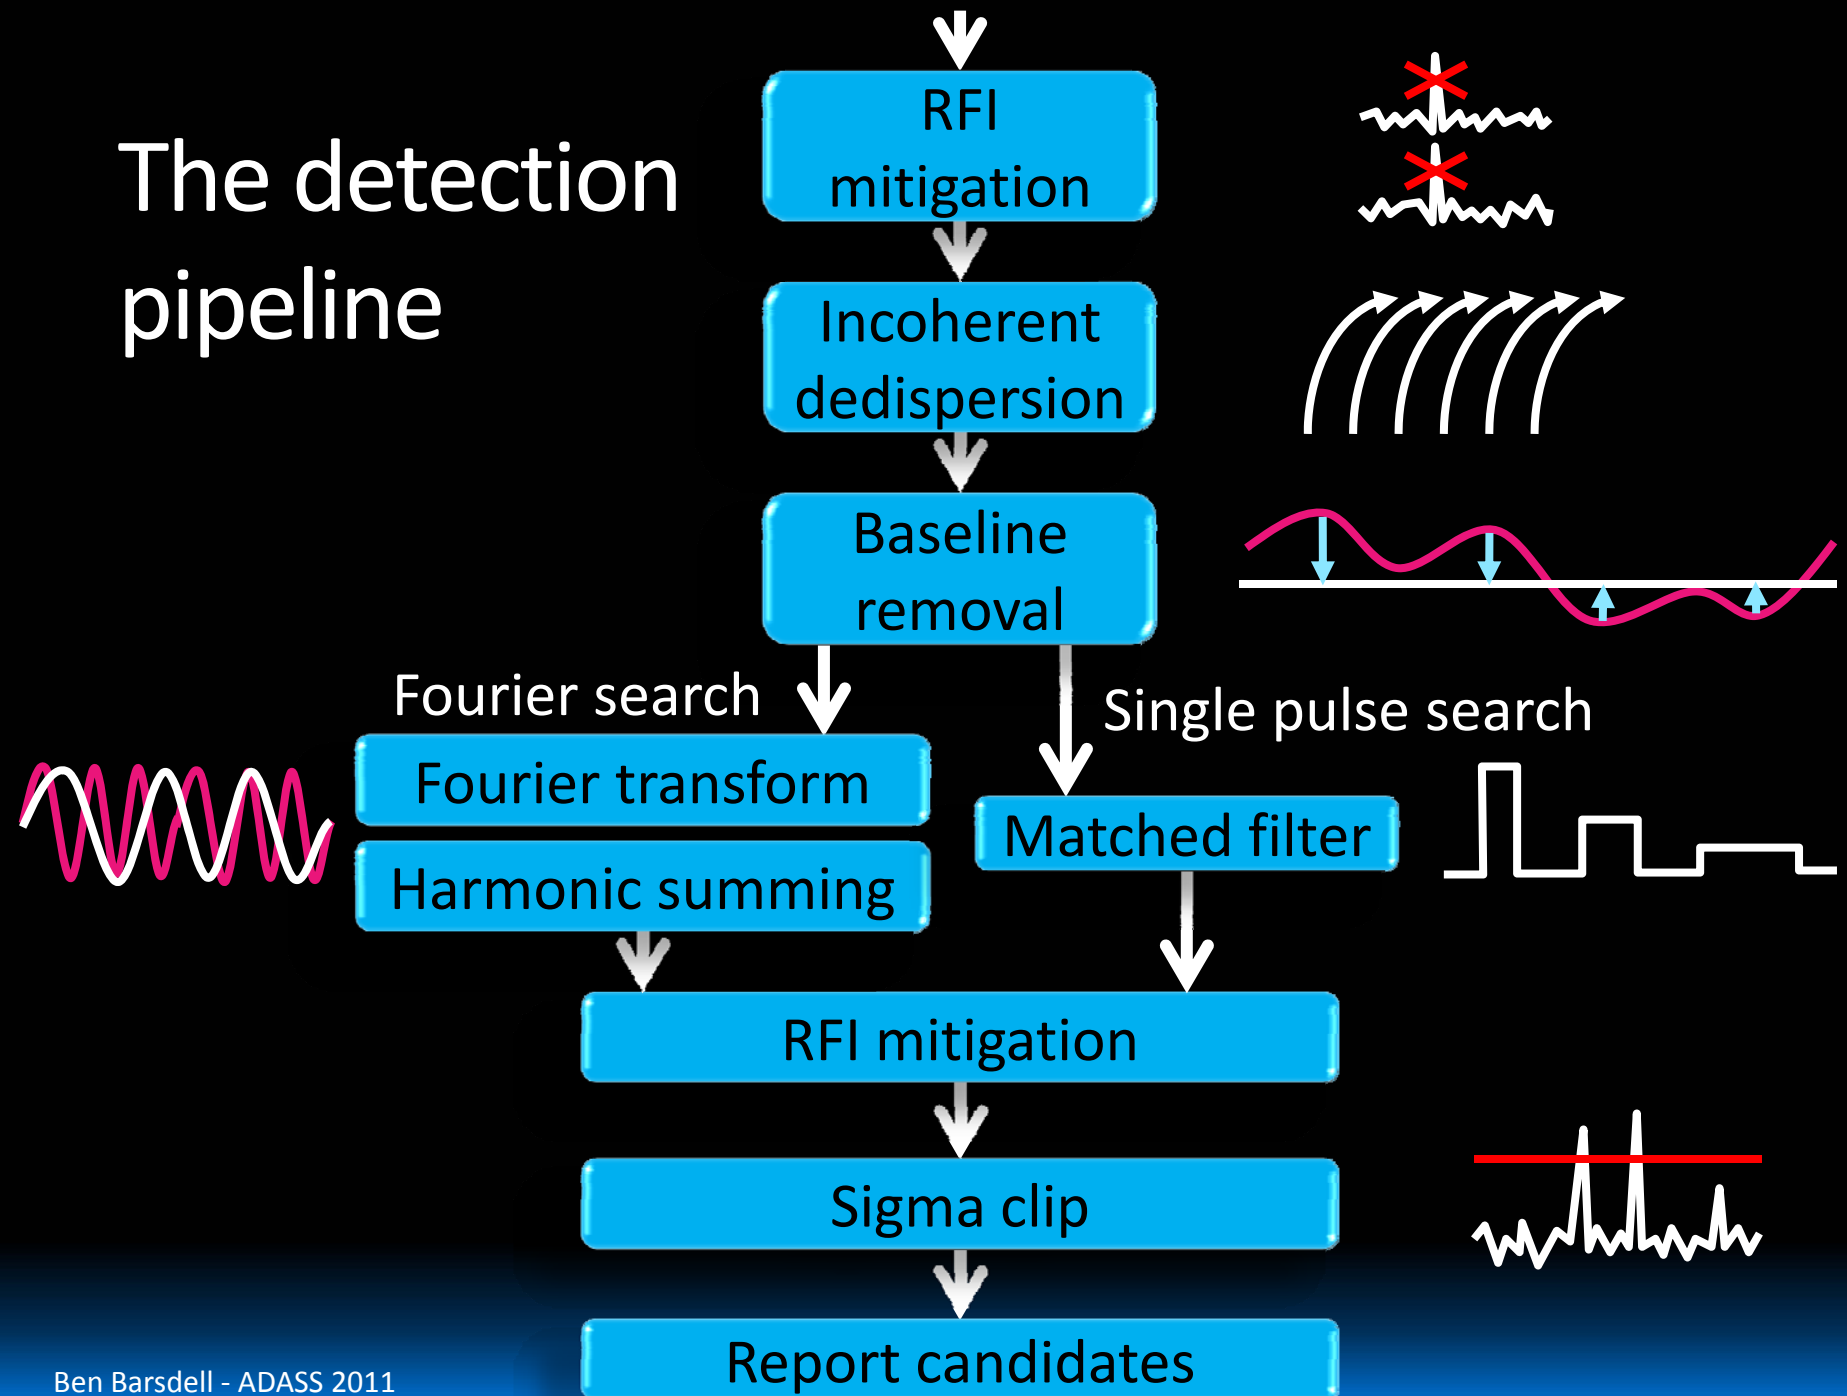 The detection
pipeline
RFI
mitigation
Incoherent
dedispersion
Baseline
removal
Fourier search
Single pulse search
Fourier transform
Harmonic summing
Matched filter
RFI mitigation
Sigma clip
Report candidates
Ben Barsdell - ADASS 2011